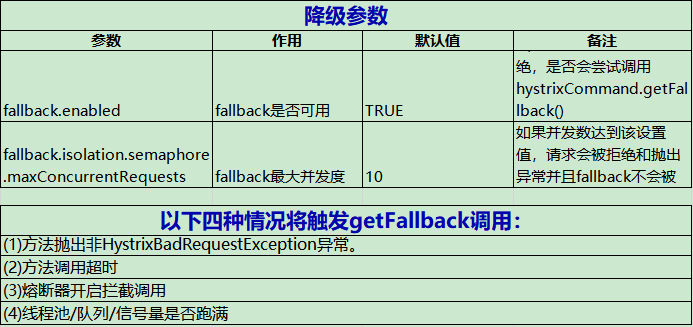 降级参数
参数 作用 默认值 备注
fallback.enabled fallback是否可用 TRUE 绝，是否会尝试调用
hystrixCommand.getFal
lback()
fallback.isolation.semaphore
.maxConcurrentRequests fallback最大并发度 10 如果并发数达到该设置
值，请求会被拒绝和抛出
异常并且fallback不会被
以下四种情况将触发getFallback调用：
(1)方法抛出非HystrixBadRequestException异常。
(2)方法调用超时
(3)熔断器开启拦截调用
(4)线程池/队列/信号量是否跑满